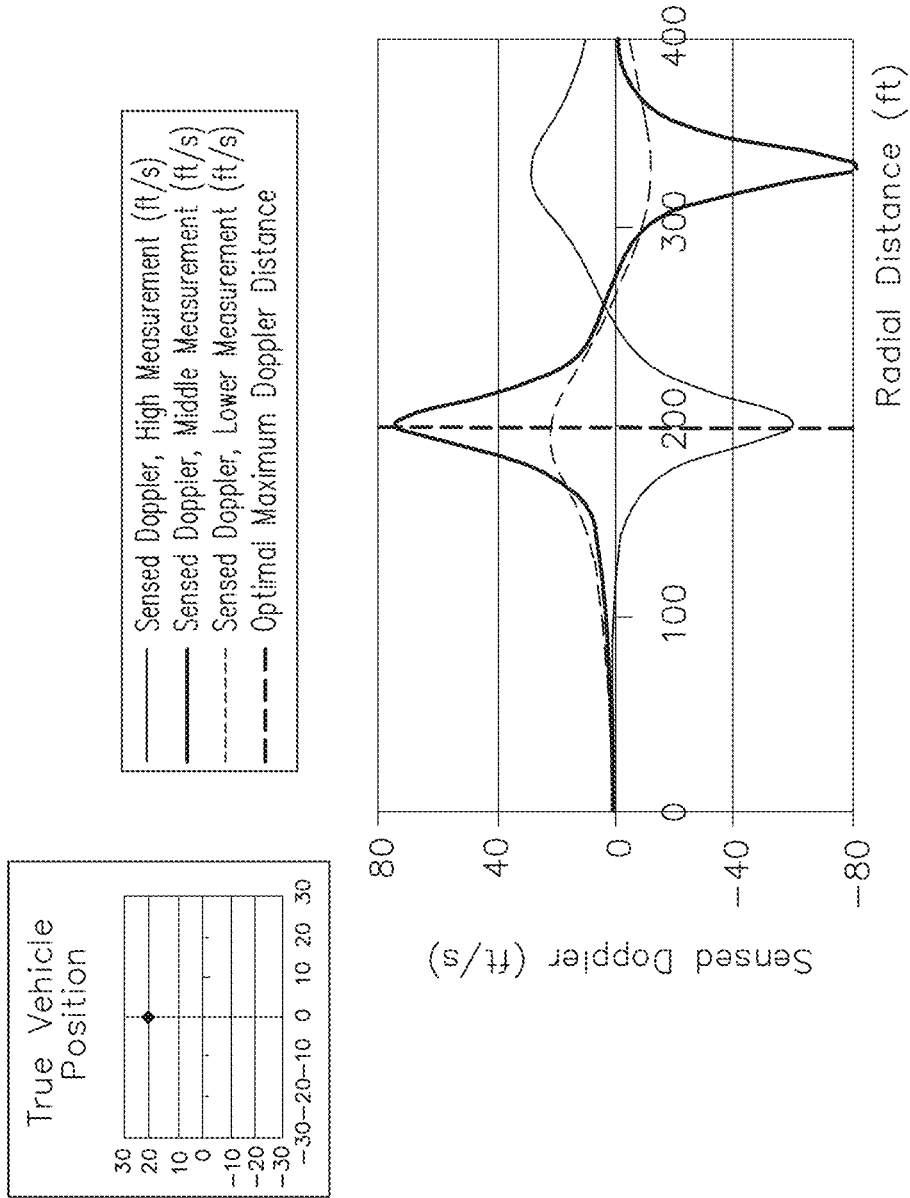 True Vehicle
Position
30
20
10
0
-10
-20
-30
-30-20-10 0 10 20 30
Sensed Doppler, High Measurement (ft/s)
Sensed Doppler, Middle Measurement (ft/s)
Sensed Doppler, Lower Measurement (ft/s)
Optimal Maximum Doppler Distance
Sensed Doppler (ft/s)
80
40
0
-40
-80
0 100 200 300 400
Radial Distance (ft)